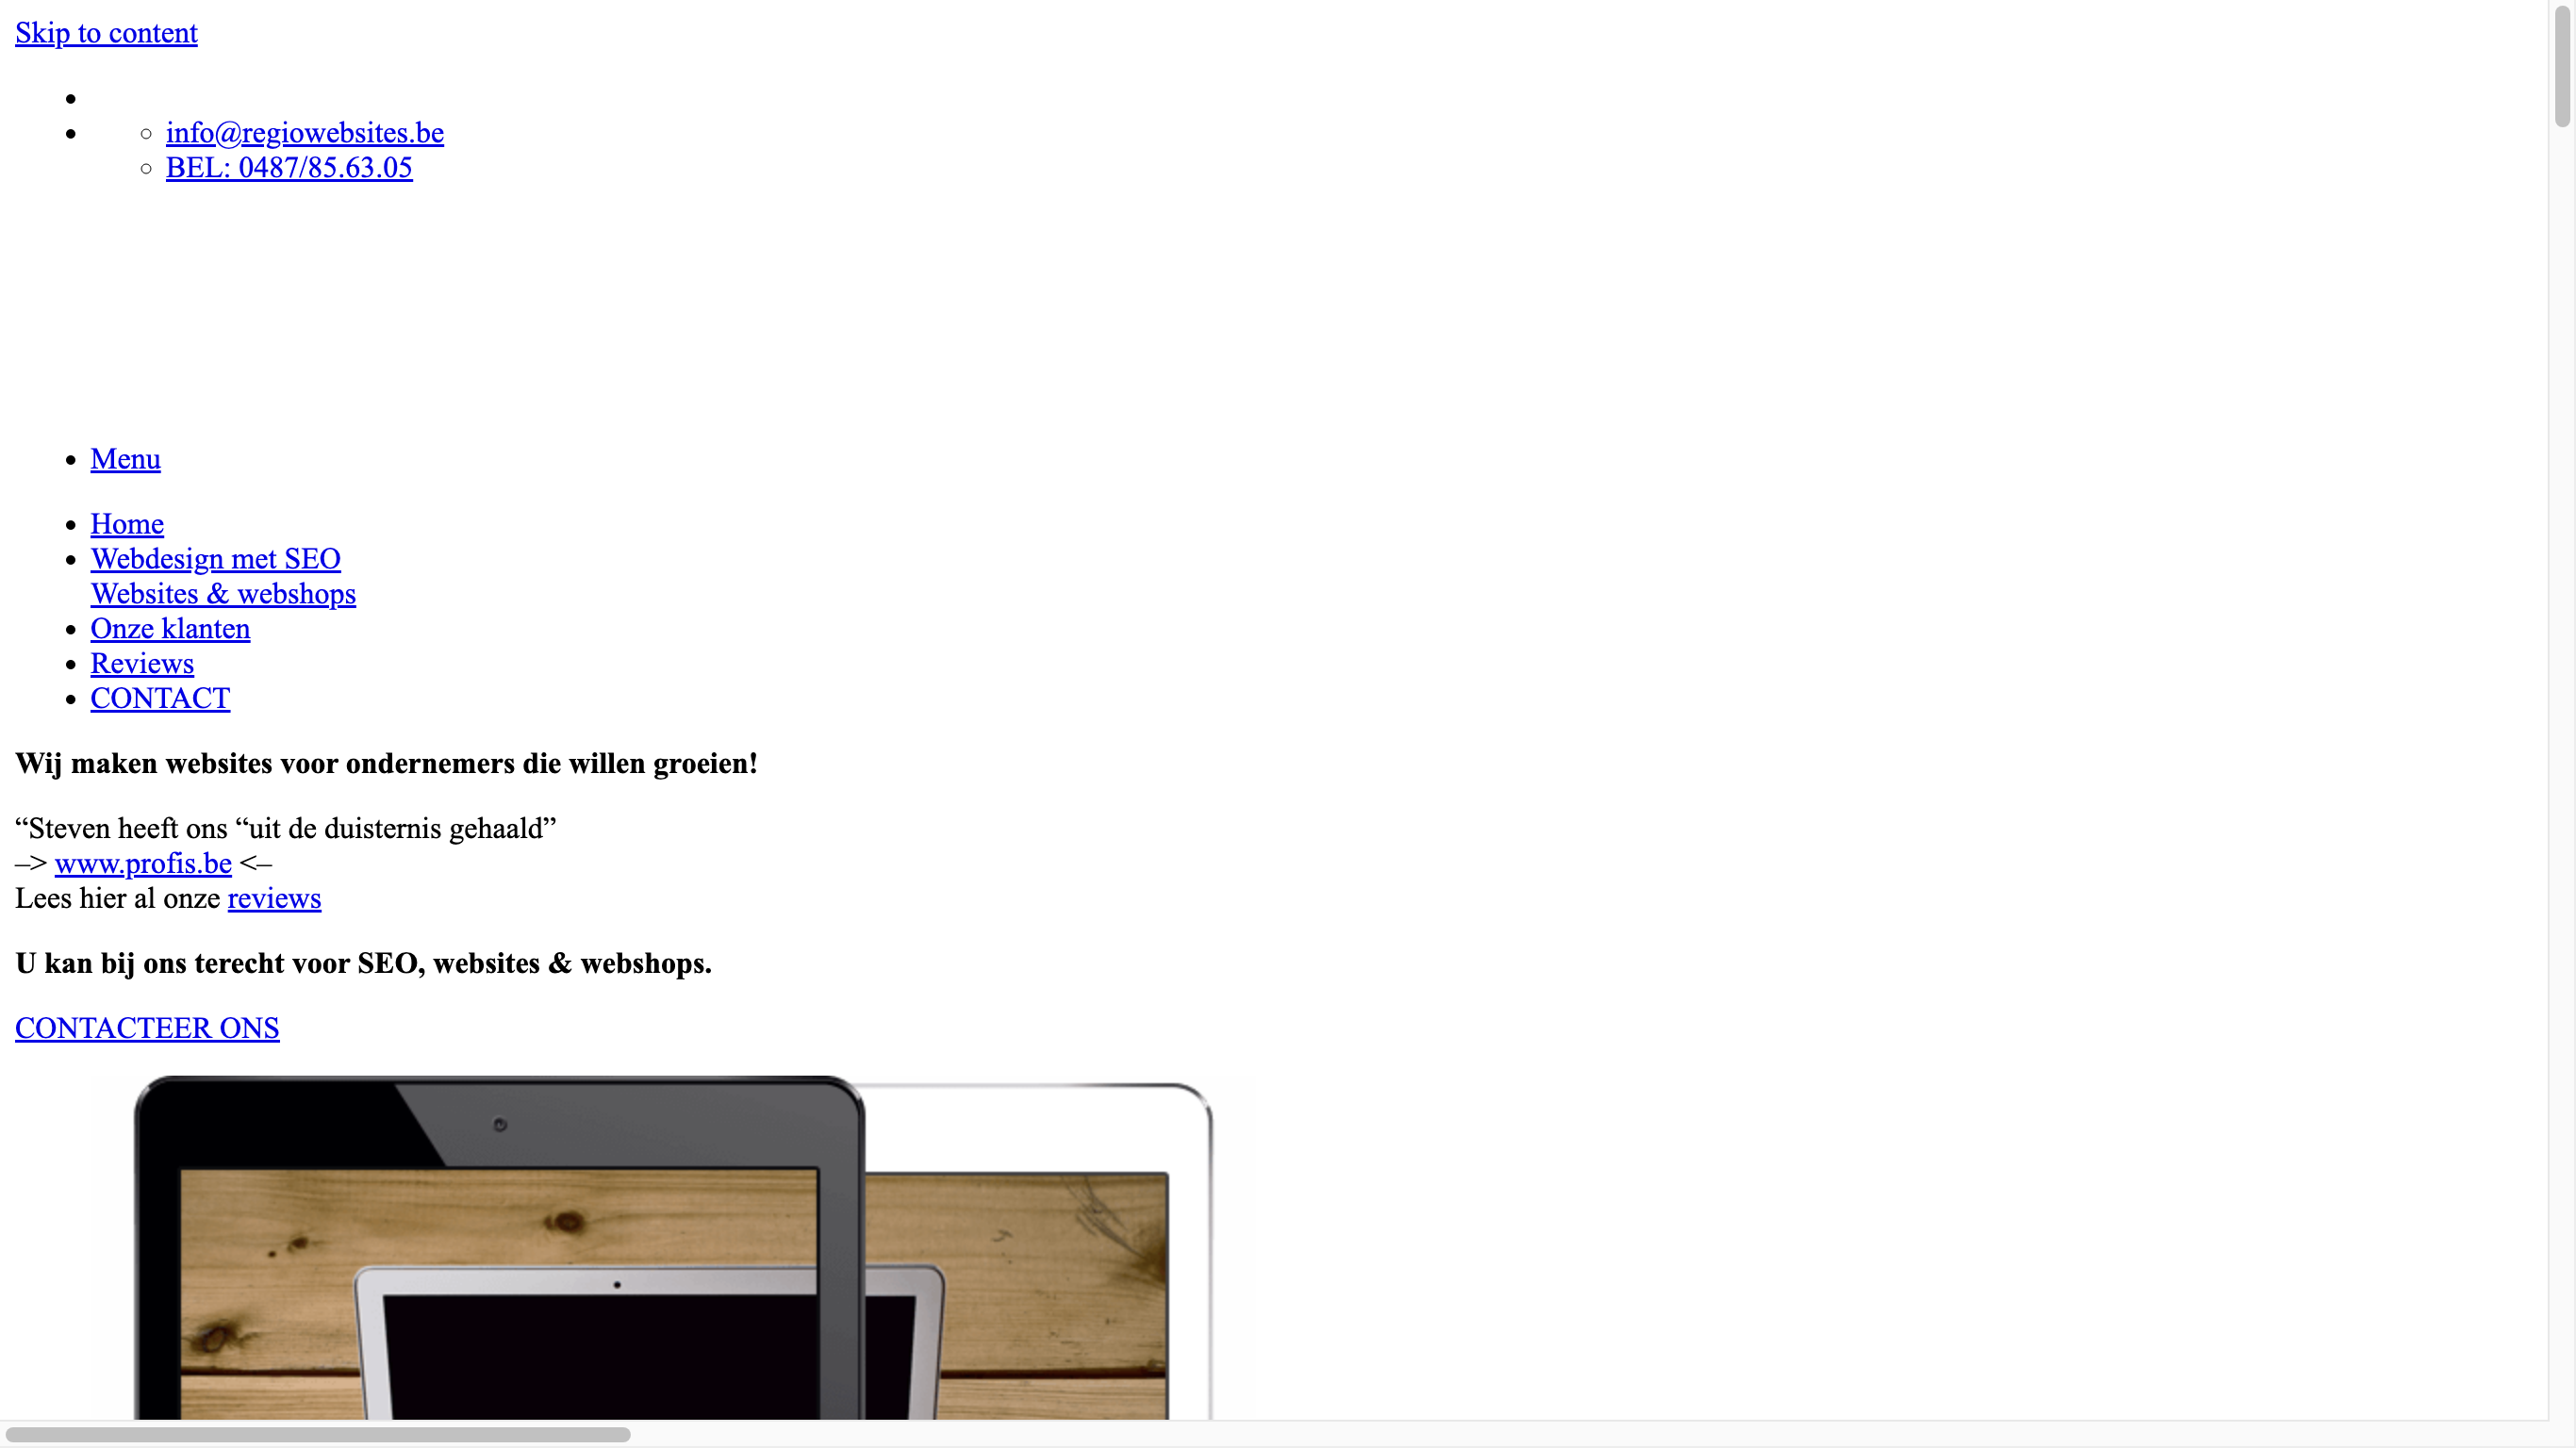 Skip to content
info@regiowebsites.be
BEL: 0487/85.63.05
Menu
Home
Webdesign met SEO
Websites & webshops
Onze klanten
Reviews
CONTACT
Wij maken websites voor ondernemers die willen groeien!
“Steven heeft ons “uit de duisternis gehaald”
–> www.profis.be <–
Lees hier al onze reviews
U kan bij ons terecht voor SEO, websites & webshops.
CONTACTEER ONS